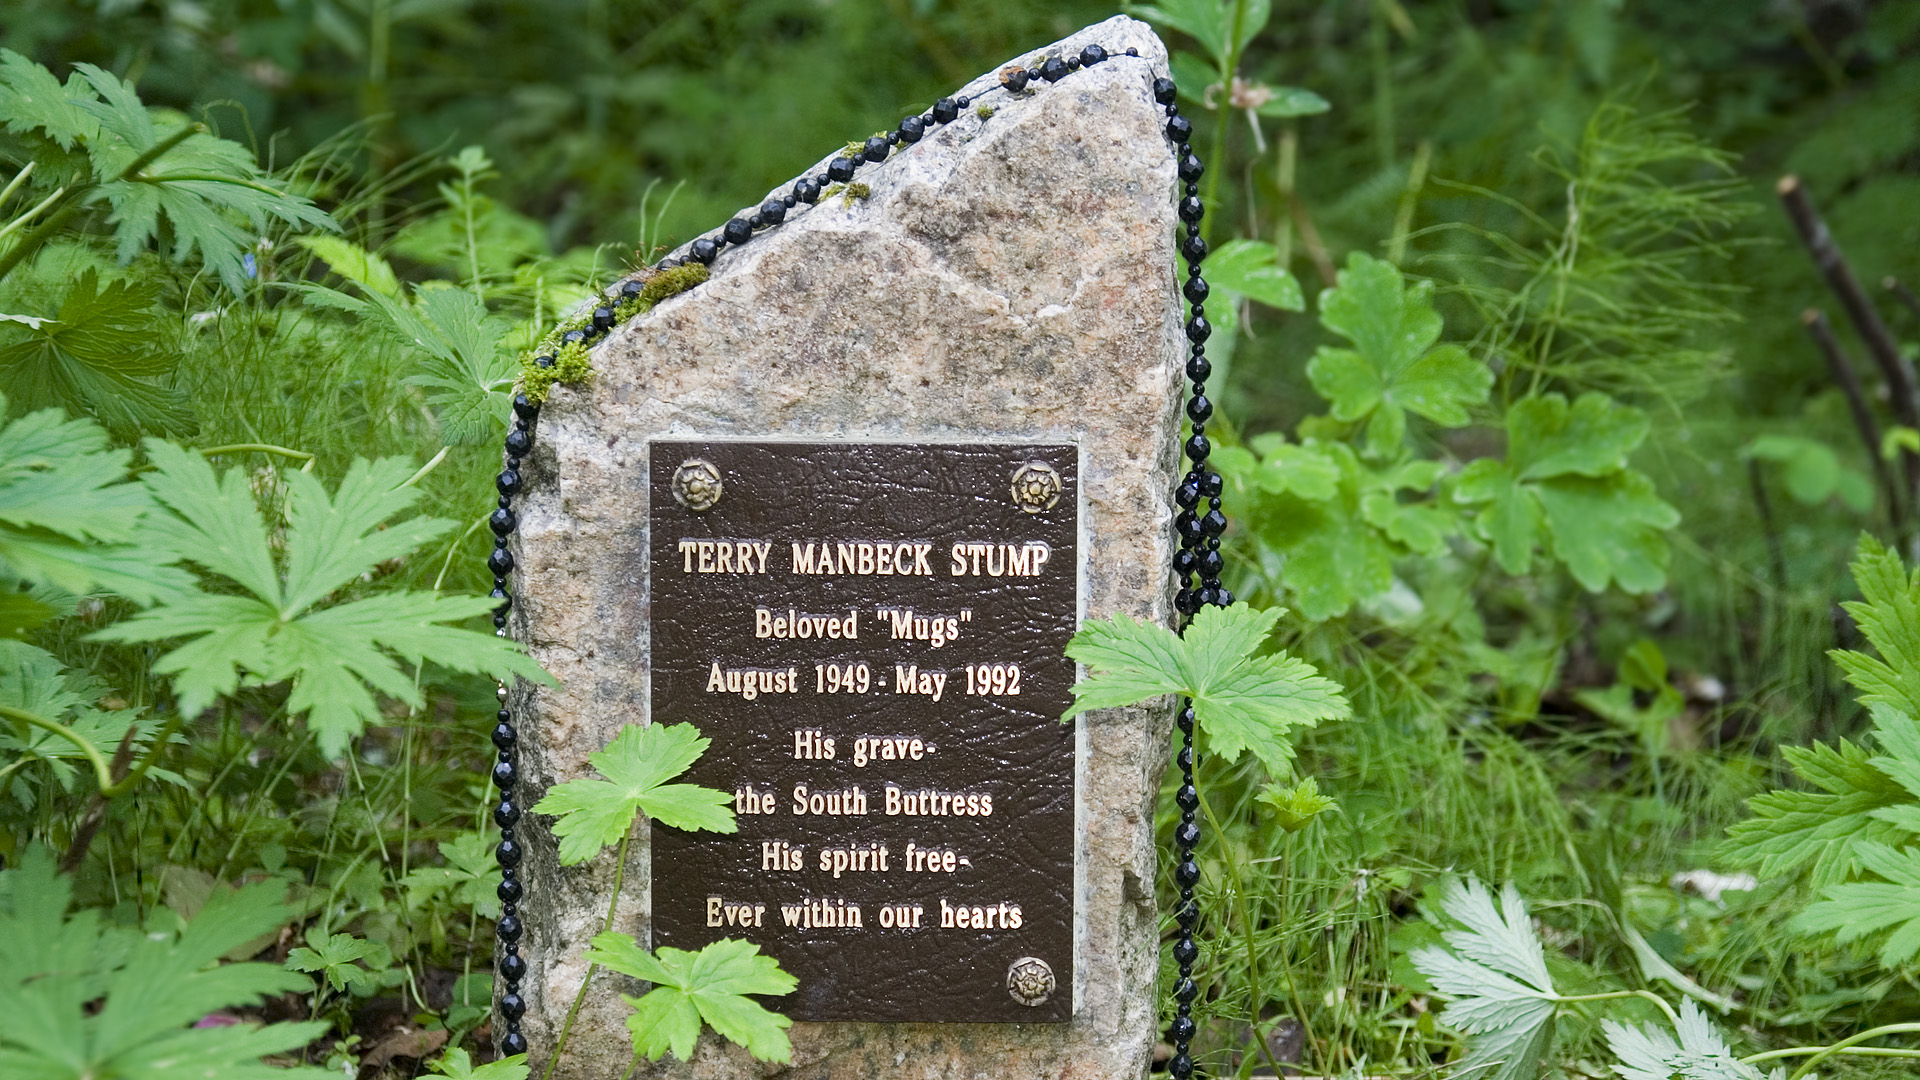 TERRY MANBECK STUMP
Beloved "Mugs"
August 1949 - May 1992
His grave-
the South Buttress
His spirit free-
Ever within our hearts